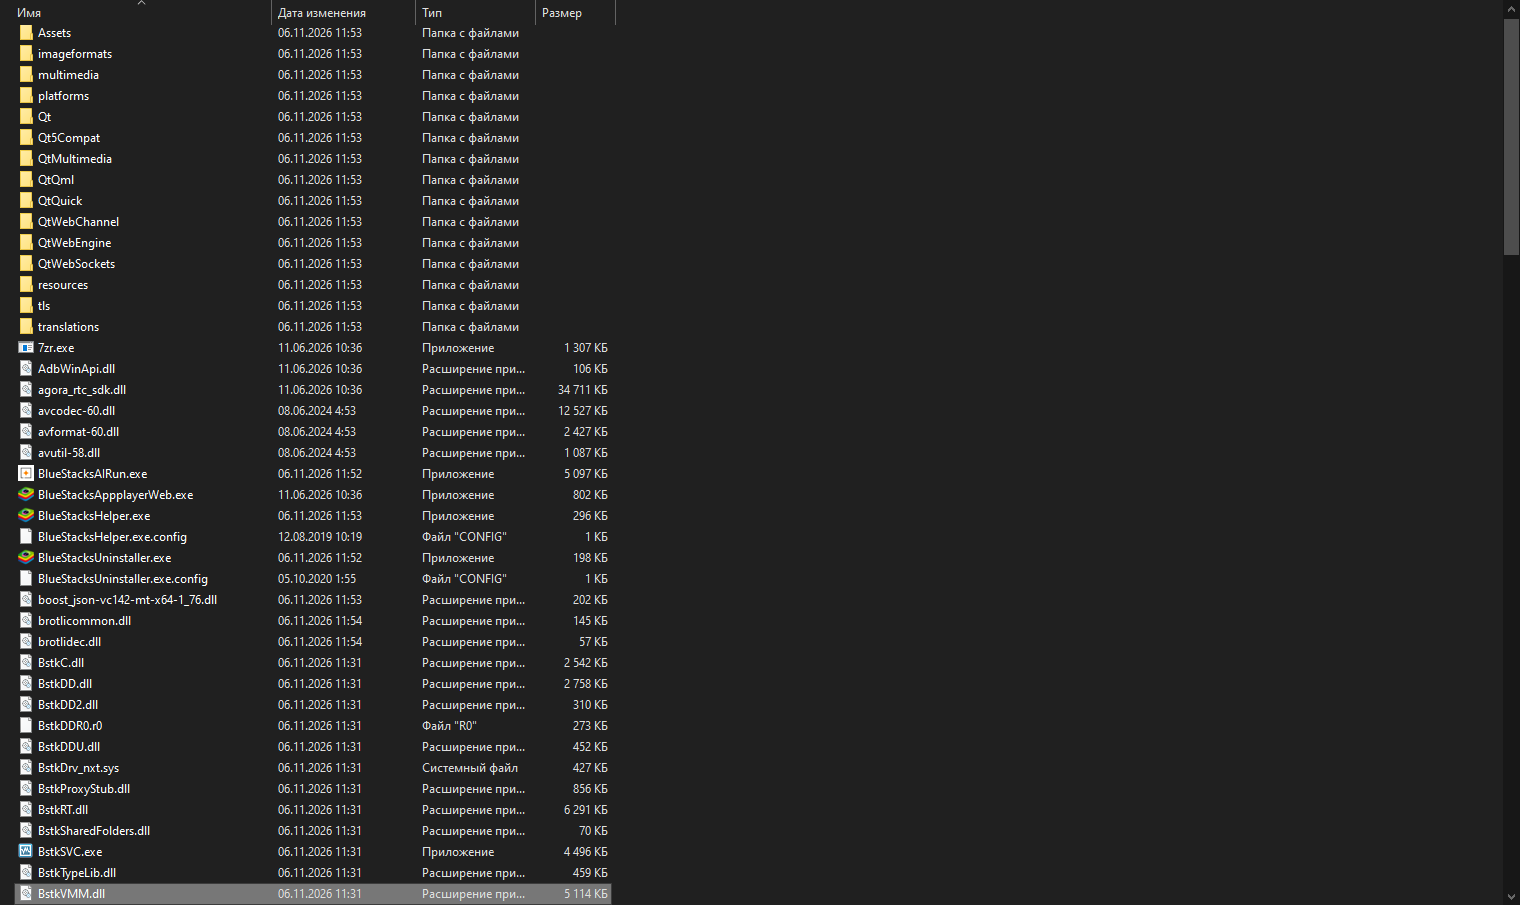 Имя Дата изменения Тип Размер
Assets 06.11.2026 11:53 Папка с файлами
imageformats 06.11.2026 11:53 Папка с файлами
multimedia 06.11.2026 11:53 Папка с файлами
platforms 06.11.2026 11:53 Папка с файлами
Qt 06.11.2026 11:53 Папка с файлами
Qt5Compat 06.11.2026 11:53 Папка с файлами
QtMultimedia 06.11.2026 11:53 Папка с файлами
QtQml 06.11.2026 11:53 Папка с файлами
QtQuick 06.11.2026 11:53 Папка с файлами
QtWebChannel 06.11.2026 11:53 Папка с файлами
QtWebEngine 06.11.2026 11:53 Папка с файлами
QtWebSockets 06.11.2026 11:53 Папка с файлами
resources 06.11.2026 11:53 Папка с файлами
tls 06.11.2026 11:53 Папка с файлами
translations 06.11.2026 11:53 Папка с файлами
7zr.exe 11.06.2026 10:36 Приложение 1 307 КБ
AdbWinApi.dll 11.06.2026 10:36 Расширение при... 106 КБ
agora_rtc_sdk.dll 11.06.2026 10:36 Расширение при... 34 711 КБ
avcodec-60.dll 08.06.2024 4:53 Расширение при... 12 527 КБ
avformat-60.dll 08.06.2024 4:53 Расширение при... 2 427 КБ
avutil-58.dll 08.06.2024 4:53 Расширение при... 1 087 КБ
BlueStacksAIRun.exe 06.11.2026 11:52 Приложение 5 097 КБ
BlueStacksAppplayerWeb.exe 11.06.2026 10:36 Приложение 802 КБ
BlueStacksHelper.exe 06.11.2026 11:53 Приложение 296 КБ
BlueStacksHelper.exe.config 12.08.2019 10:19 Файл "CONFIG" 1 КБ
BlueStacksUninstaller.exe 06.11.2026 11:52 Приложение 198 КБ
BlueStacksUninstaller.exe.config 05.10.2020 1:55 Файл "CONFIG" 1 КБ
boost_json-vc142-mt-x64-1_76.dll 06.11.2026 11:53 Расширение при... 202 КБ
brotlicommon.dll 06.11.2026 11:54 Расширение при... 145 КБ
brotlidec.dll 06.11.2026 11:54 Расширение при... 57 КБ
BstkC.dll 06.11.2026 11:31 Расширение при... 2 542 КБ
BstkDD.dll 06.11.2026 11:31 Расширение при... 2 758 КБ
BstkDD2.dll 06.11.2026 11:31 Расширение при... 310 КБ
BstkDDR0.r0 06.11.2026 11:31 Файл "R0" 273 КБ
BstkDDU.dll 06.11.2026 11:31 Расширение при... 452 КБ
BstkDrv_nxt.sys 06.11.2026 11:31 Системный файл 427 КБ
BstkProxyStub.dll 06.11.2026 11:31 Расширение при... 856 КБ
BstkRT.dll 06.11.2026 11:31 Расширение при... 6 291 КБ
BstkSharedFolders.dll 06.11.2026 11:31 Расширение при... 70 КБ
BstkSVC.exe 06.11.2026 11:31 Приложение 4 496 КБ
BstkTypeLib.dll 06.11.2026 11:31 Расширение при... 459 КБ
BstkVMM.dll 06.11.2026 11:31 Расширение при... 5 114 КБ